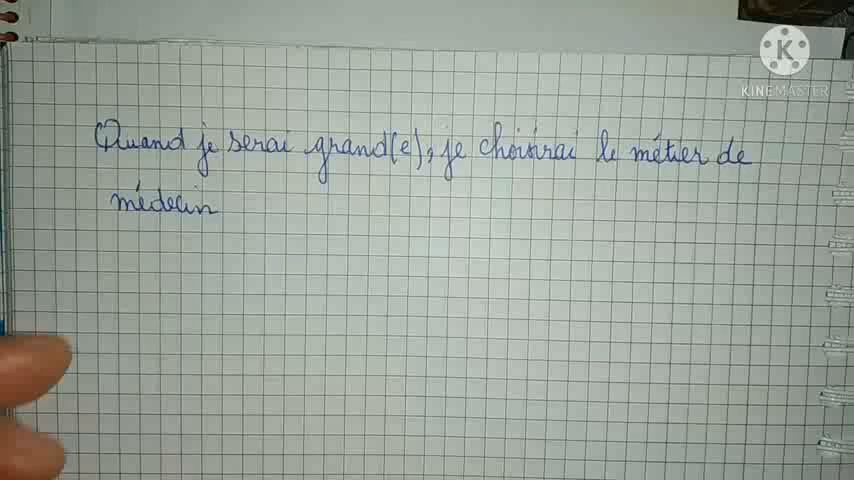 K
KINEMASTER
Quand je serai grand(e), je choisirai le métier de
médecin